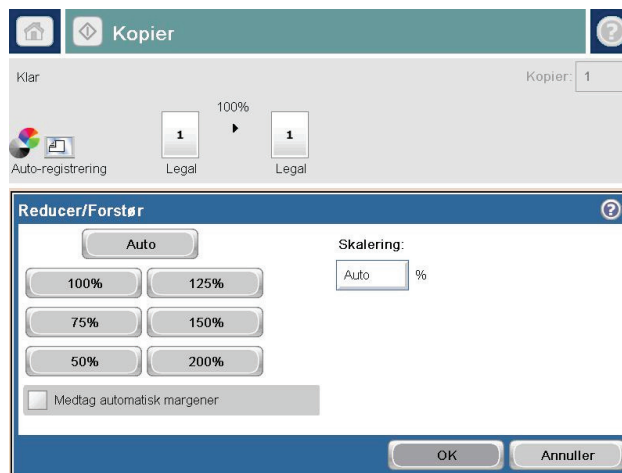 Kopier
Klar
Kopier: 1
100%
1 1
Auto-registrering Legal Legal
Reducer/Forstør
Auto
Skalering:
Auto %
100% 125%
75% 150%
50% 200%
Medtag automatisk margener
OK Annuller